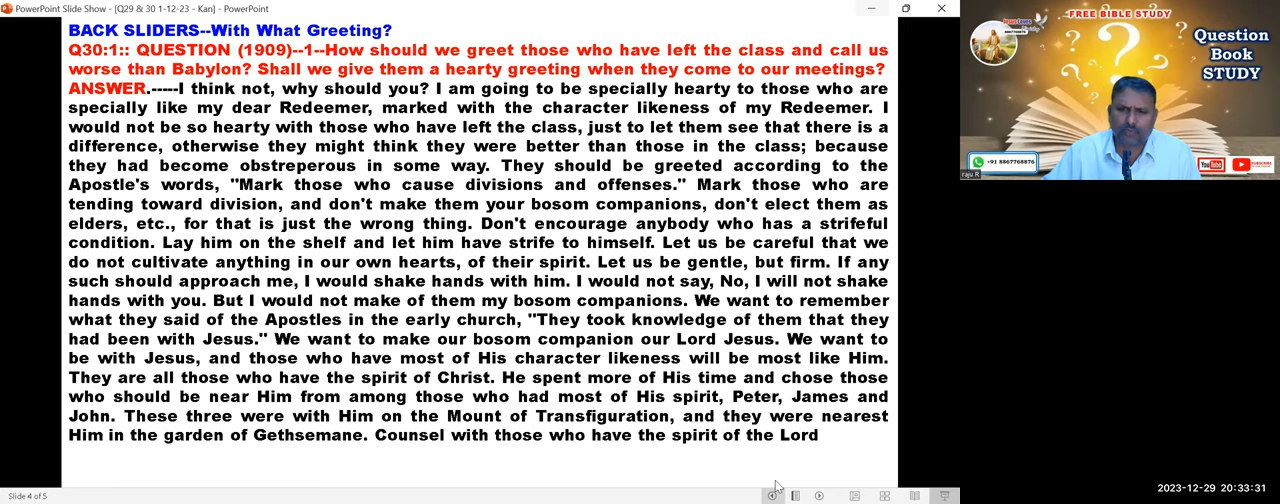 PowerPoint Slide Show - [Q29 & 30 1-12-23 - Kan] - PowerPoint
BACK SLIDERS--With What Greeting?
Q30:1:: QUESTION (1909)--1--How should we greet those who have left the class and call us
worse than Babylon? Shall we give them a hearty greeting when they come to our meetings?
ANSWER.-----I think not, why should you? I am going to be specially hearty to those who are
specially like my dear Redeemer, marked with the character likeness of my Redeemer. I
would not be so hearty with those who have left the class, just to let them see that there is a
difference, otherwise they might think they were better than those in the class; because
they had become obstreperous in some way. They should be greeted according to the
Apostle's words, "Mark those who cause divisions and offenses." Mark those who are
tending toward division, and don't make them your bosom companions, don't elect them as
elders, etc., for that is just the wrong thing. Don't encourage anybody who has a strifeful
condition. Lay him on the shelf and let him have strife to himself. Let us be careful that we
do not cultivate anything in our own hearts, of their spirit. Let us be gentle, but firm. If any
such should approach me, I would shake hands with him. I would not say, No, I will not shake
hands with you. But I would not make of them my bosom companions. We want to remember
what they said of the Apostles in the early church, "They took knowledge of them that they
had been with Jesus." We want to make our bosom companion our Lord Jesus. We want to
be with Jesus, and those who have most of His character likeness will be most like Him.
They are all those who have the spirit of Christ. He spent more of His time and chose those
who should be near Him from among those who had most of His spirit, Peter, James and
John. These three were with Him on the Mount of Transfiguration, and they were nearest
Him in the garden of Gethsemane. Counsel with those who have the spirit of the Lord
Slide 4 of 5
FREE BIBLE STUDY
Question
Book
STUDY
+91 8867768876
You Tube
raju R
2023-12-29 20:33:31